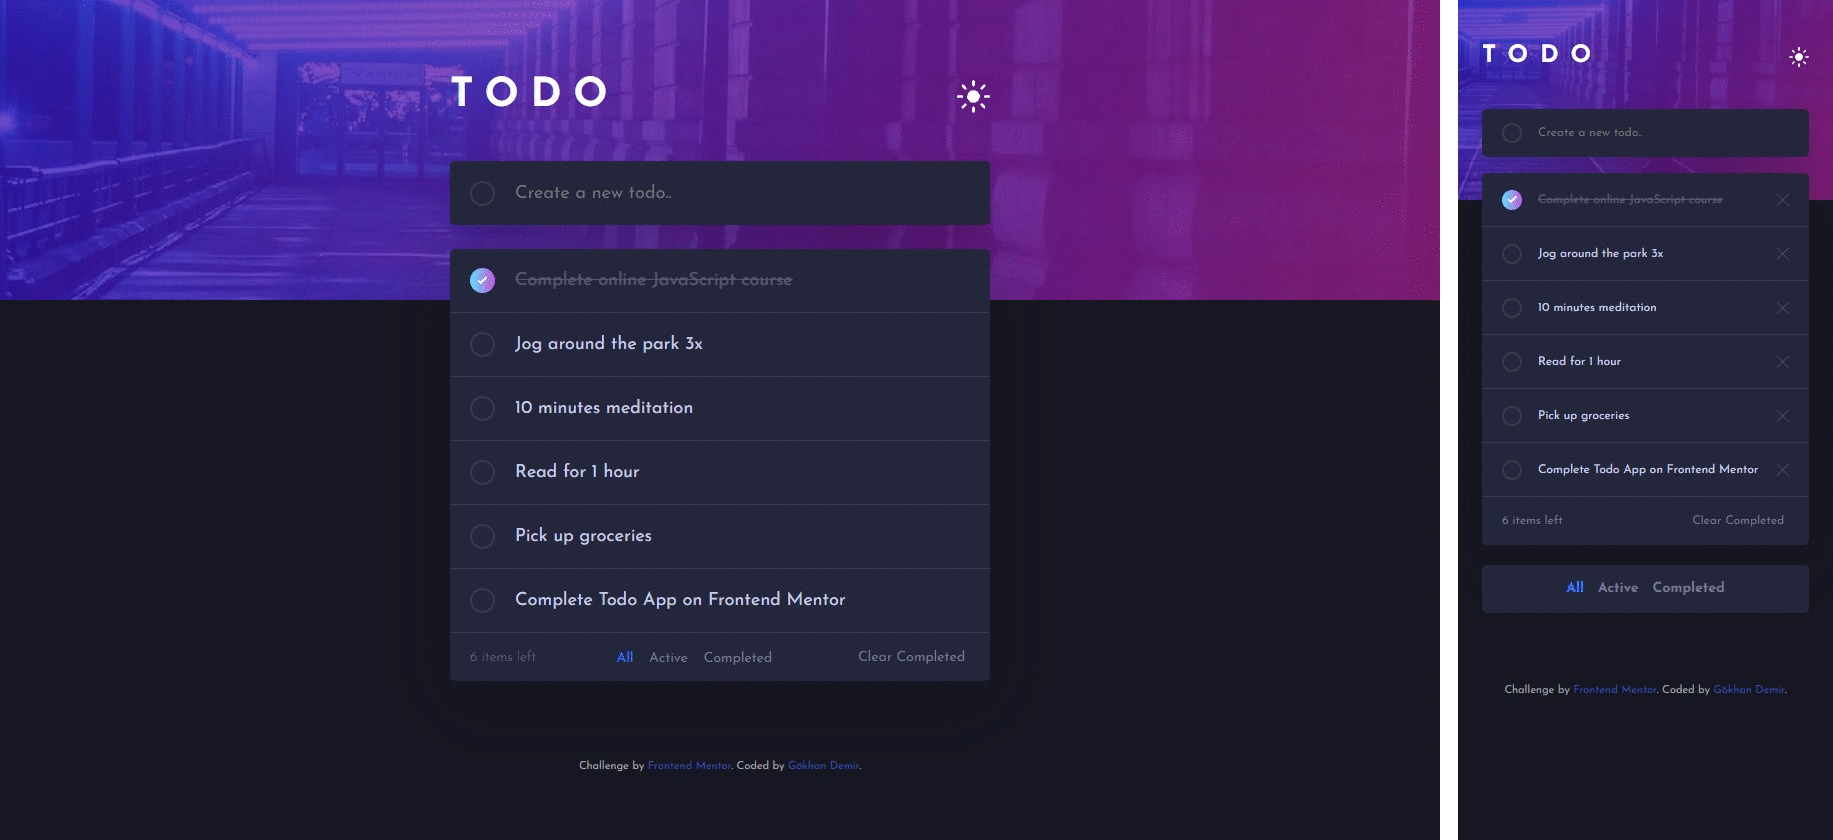 TODO
Create a new todo..
Complete online JavaScript course
Jog around the park 3x
10 minutes meditation
Read for 1 hour
Pick up groceries
Complete Todo App on Frontend Mentor
6 items left All Active Completed Clear Completed
Challenge by Frontend Mentor. Coded by Gökhan Demir.
TODO
Create a new todo..
Complete online JavaScript course
Jog around the park 3x
10 minutes meditation
Read for 1 hour
Pick up groceries
Complete Todo App on Frontend Mentor
6 items left Clear Completed
All Active Completed
Challenge by Frontend Mentor. Coded by Gökhan Demir.